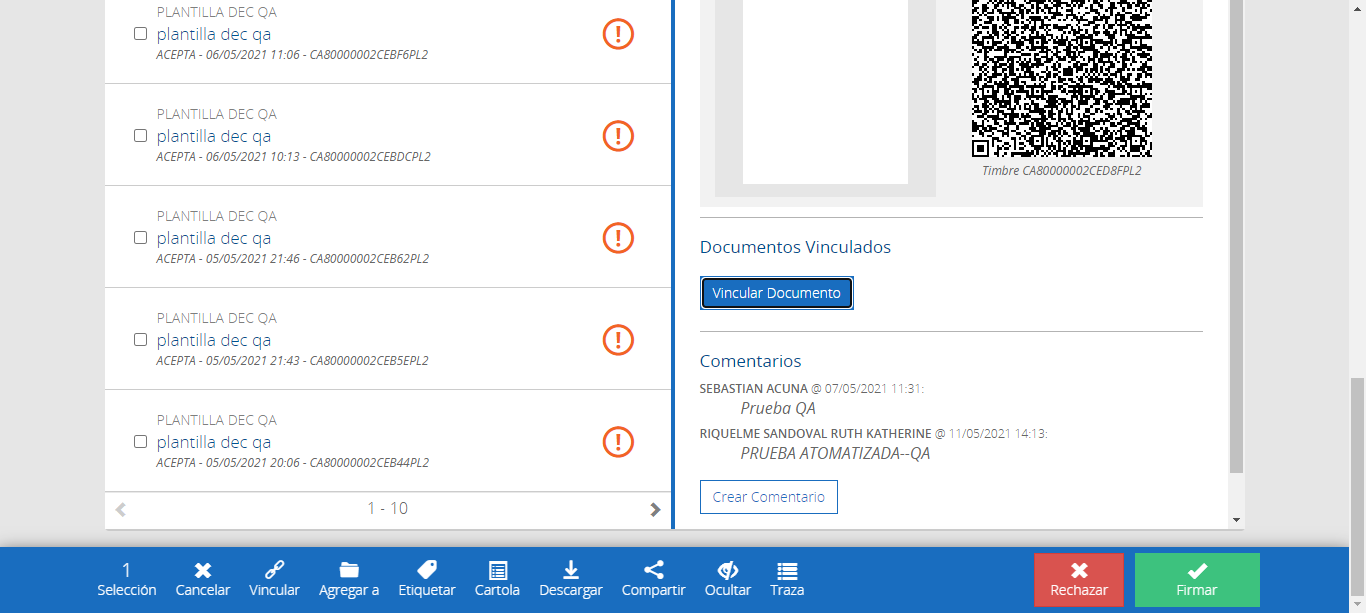 PLANTILLA DEC QA
plantilla dec qa
ACEPTA - 06/05/2021 11:06 - CA80000002CEBF6PL2
PLANTILLA DEC QA
plantilla dec qa
ACEPTA - 06/05/2021 10:13 - CA80000002CEBDCPL2
PLANTILLA DEC QA
plantilla dec qa
ACEPTA - 05/05/2021 21:46 - CA80000002CEB62PL2
PLANTILLA DEC QA
plantilla dec qa
ACEPTA - 05/05/2021 21:43 - CA80000002CEB5EPL2
PLANTILLA DEC QA
plantilla dec qa
ACEPTA - 05/05/2021 20:06 - CA80000002CEB44PL2
1 - 10
Timbre CA80000002CED8FPL2
Documentos Vinculados
Vincular Documento
Comentarios
SEBASTIAN ACUNA @ 07/05/2021 11:31:
Prueba QA
RIQUELME SANDOVAL RUTH KATHERINE @ 11/05/2021 14:13:
PRUEBA ATOMATIZADA--QA
Crear Comentario
1
Selección
Cancelar
Vincular
Agregar a
Etiquetar
Cartola
Descargar
Compartir
Ocultar
Traza
Rechazar
Firmar